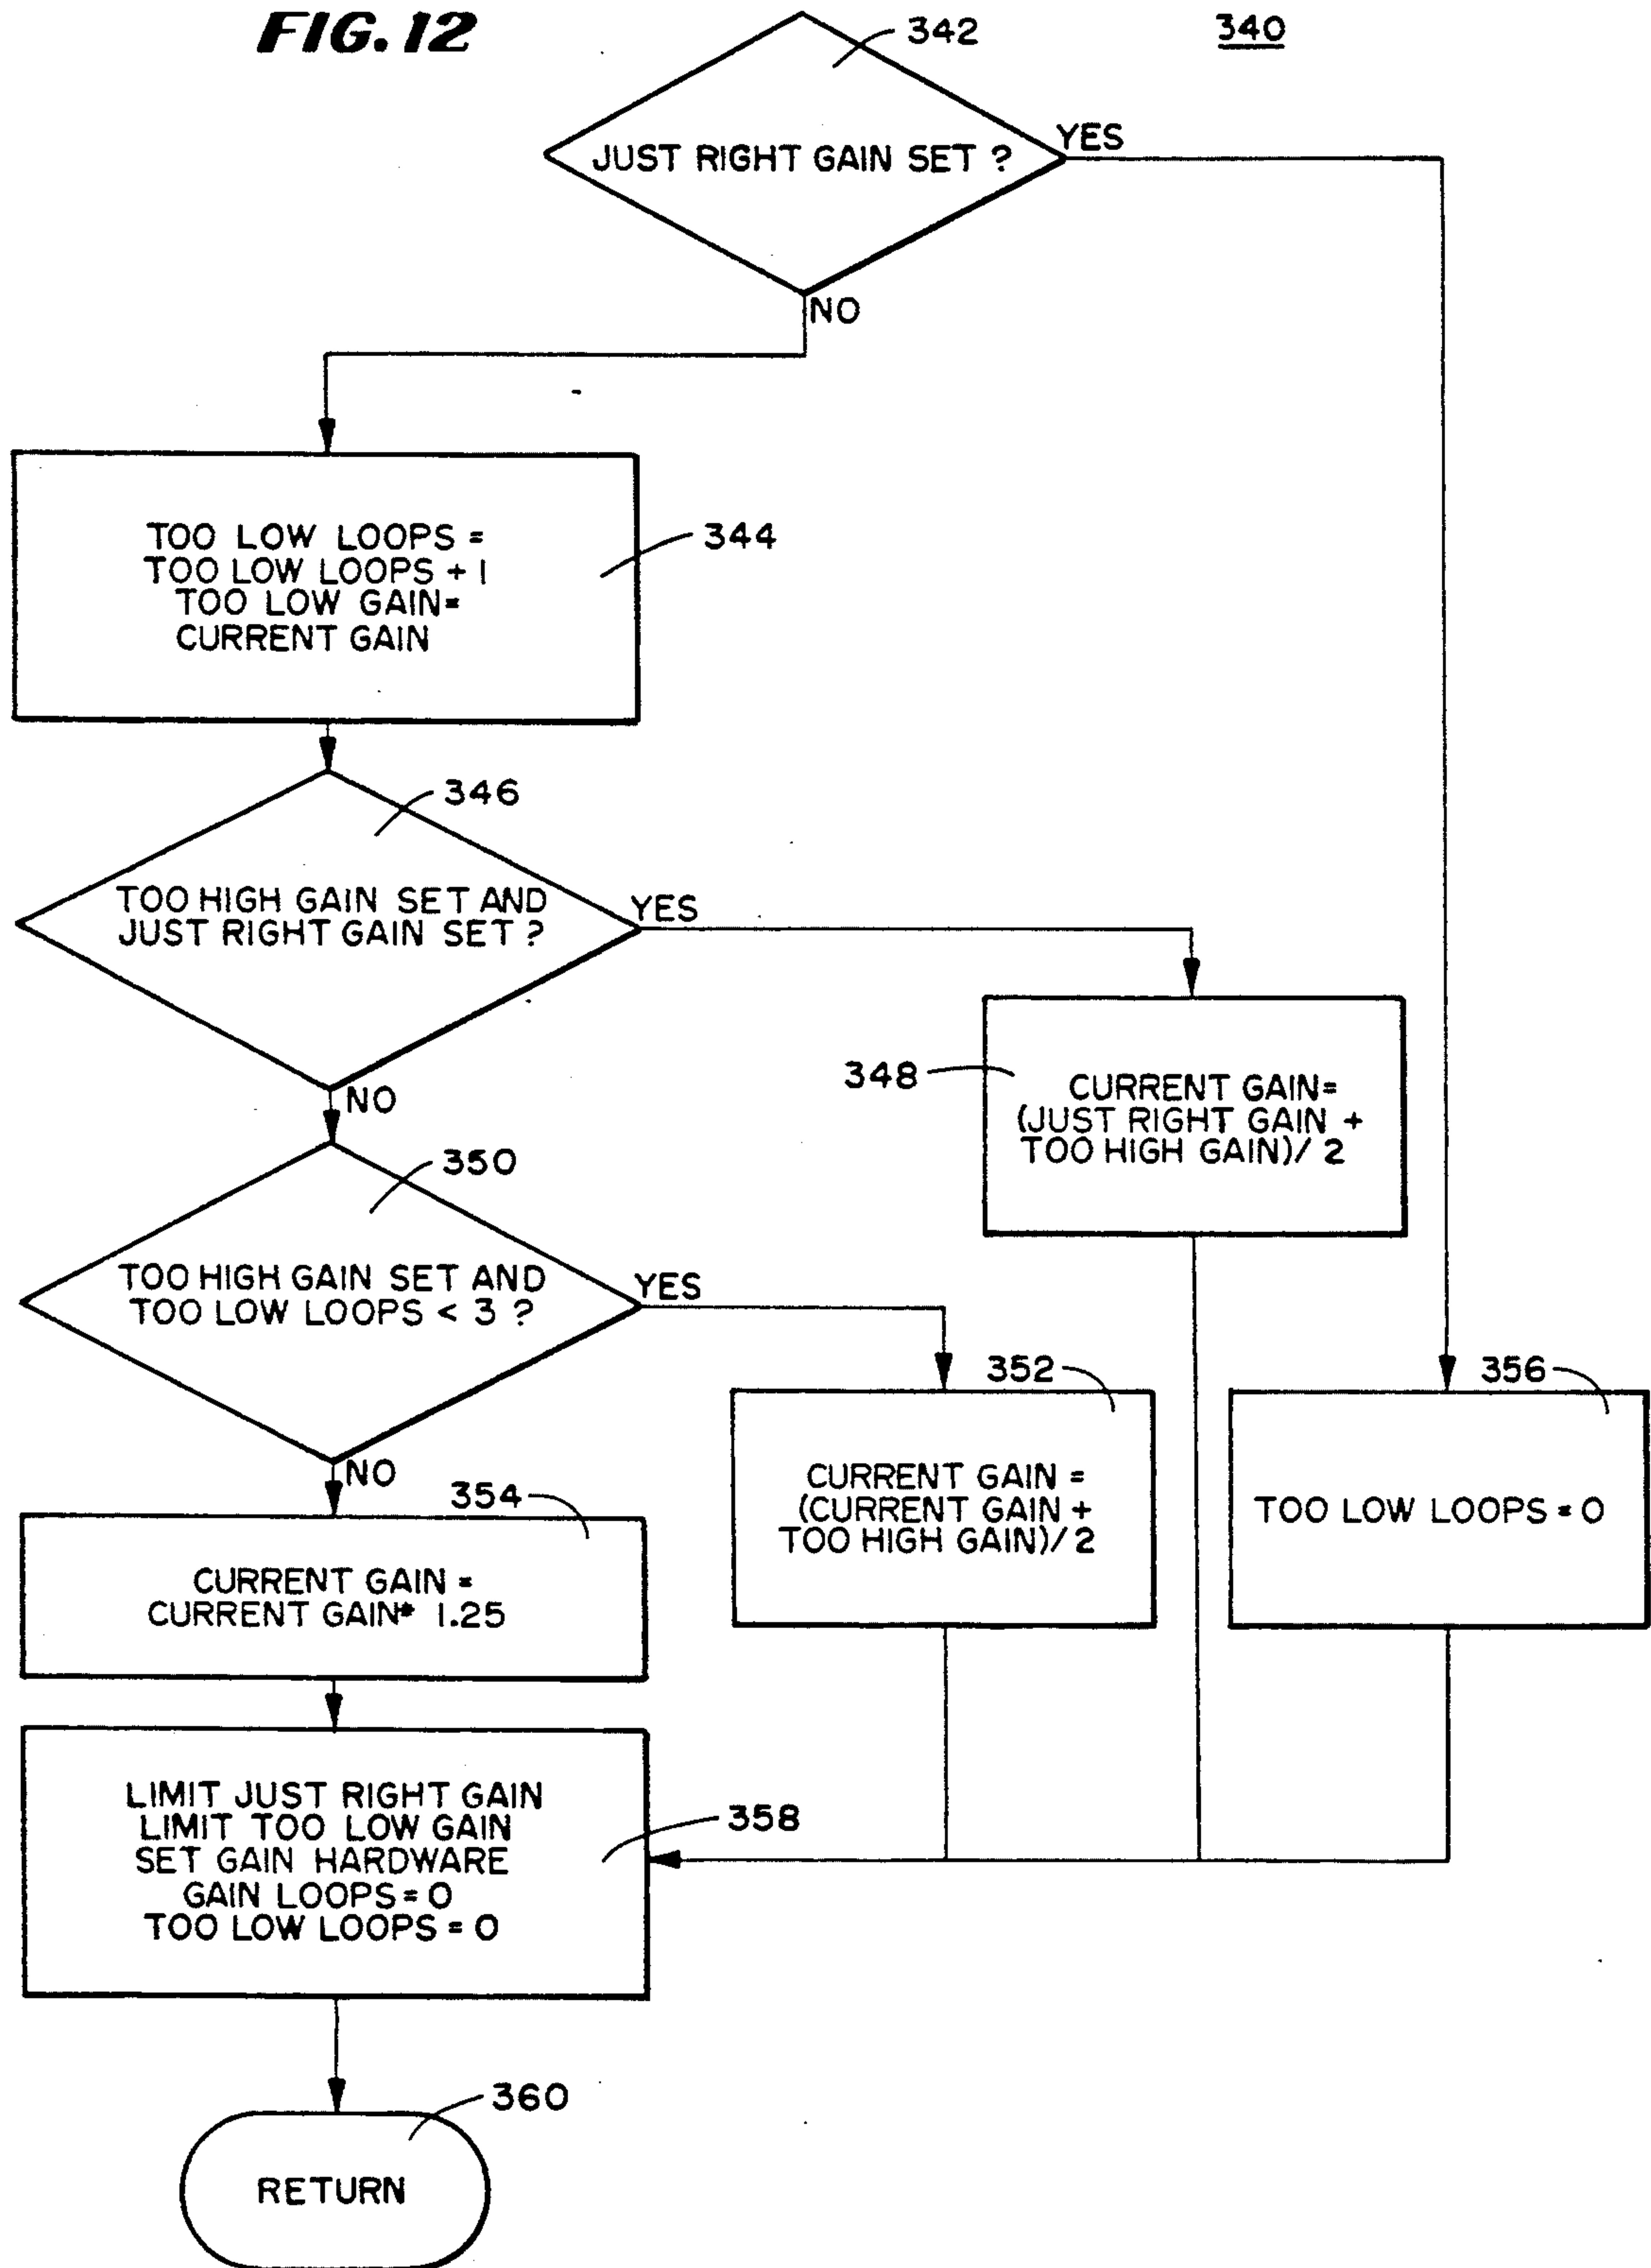 FIG. 12
342
340
JUST RIGHT GAIN SET ?
YES
NO
TOO LOW LOOPS =
TOO LOW LOOPS + 1
TOO LOW GAIN=
CURRENT GAIN
344
346
TOO HIGH GAIN SET AND
JUST RIGHT GAIN SET ?
YES
NO
348
CURRENT GAIN=
(JUST RIGHT GAIN +
TOO HIGH GAIN)/ 2
350
TOO HIGH GAIN SET AND
TOO LOW LOOPS < 3 ?
YES
NO
352
CURRENT GAIN =
(CURRENT GAIN +
TOO HIGH GAIN)/2
356
TOO LOW LOOPS = 0
354
CURRENT GAIN =
CURRENT GAIN* 1.25
LIMIT JUST RIGHT GAIN
LIMIT TOO LOW GAIN
SET GAIN HARDWARE
GAIN LOOPS = 0
TOO LOW LOOPS = 0
358
360
RETURN